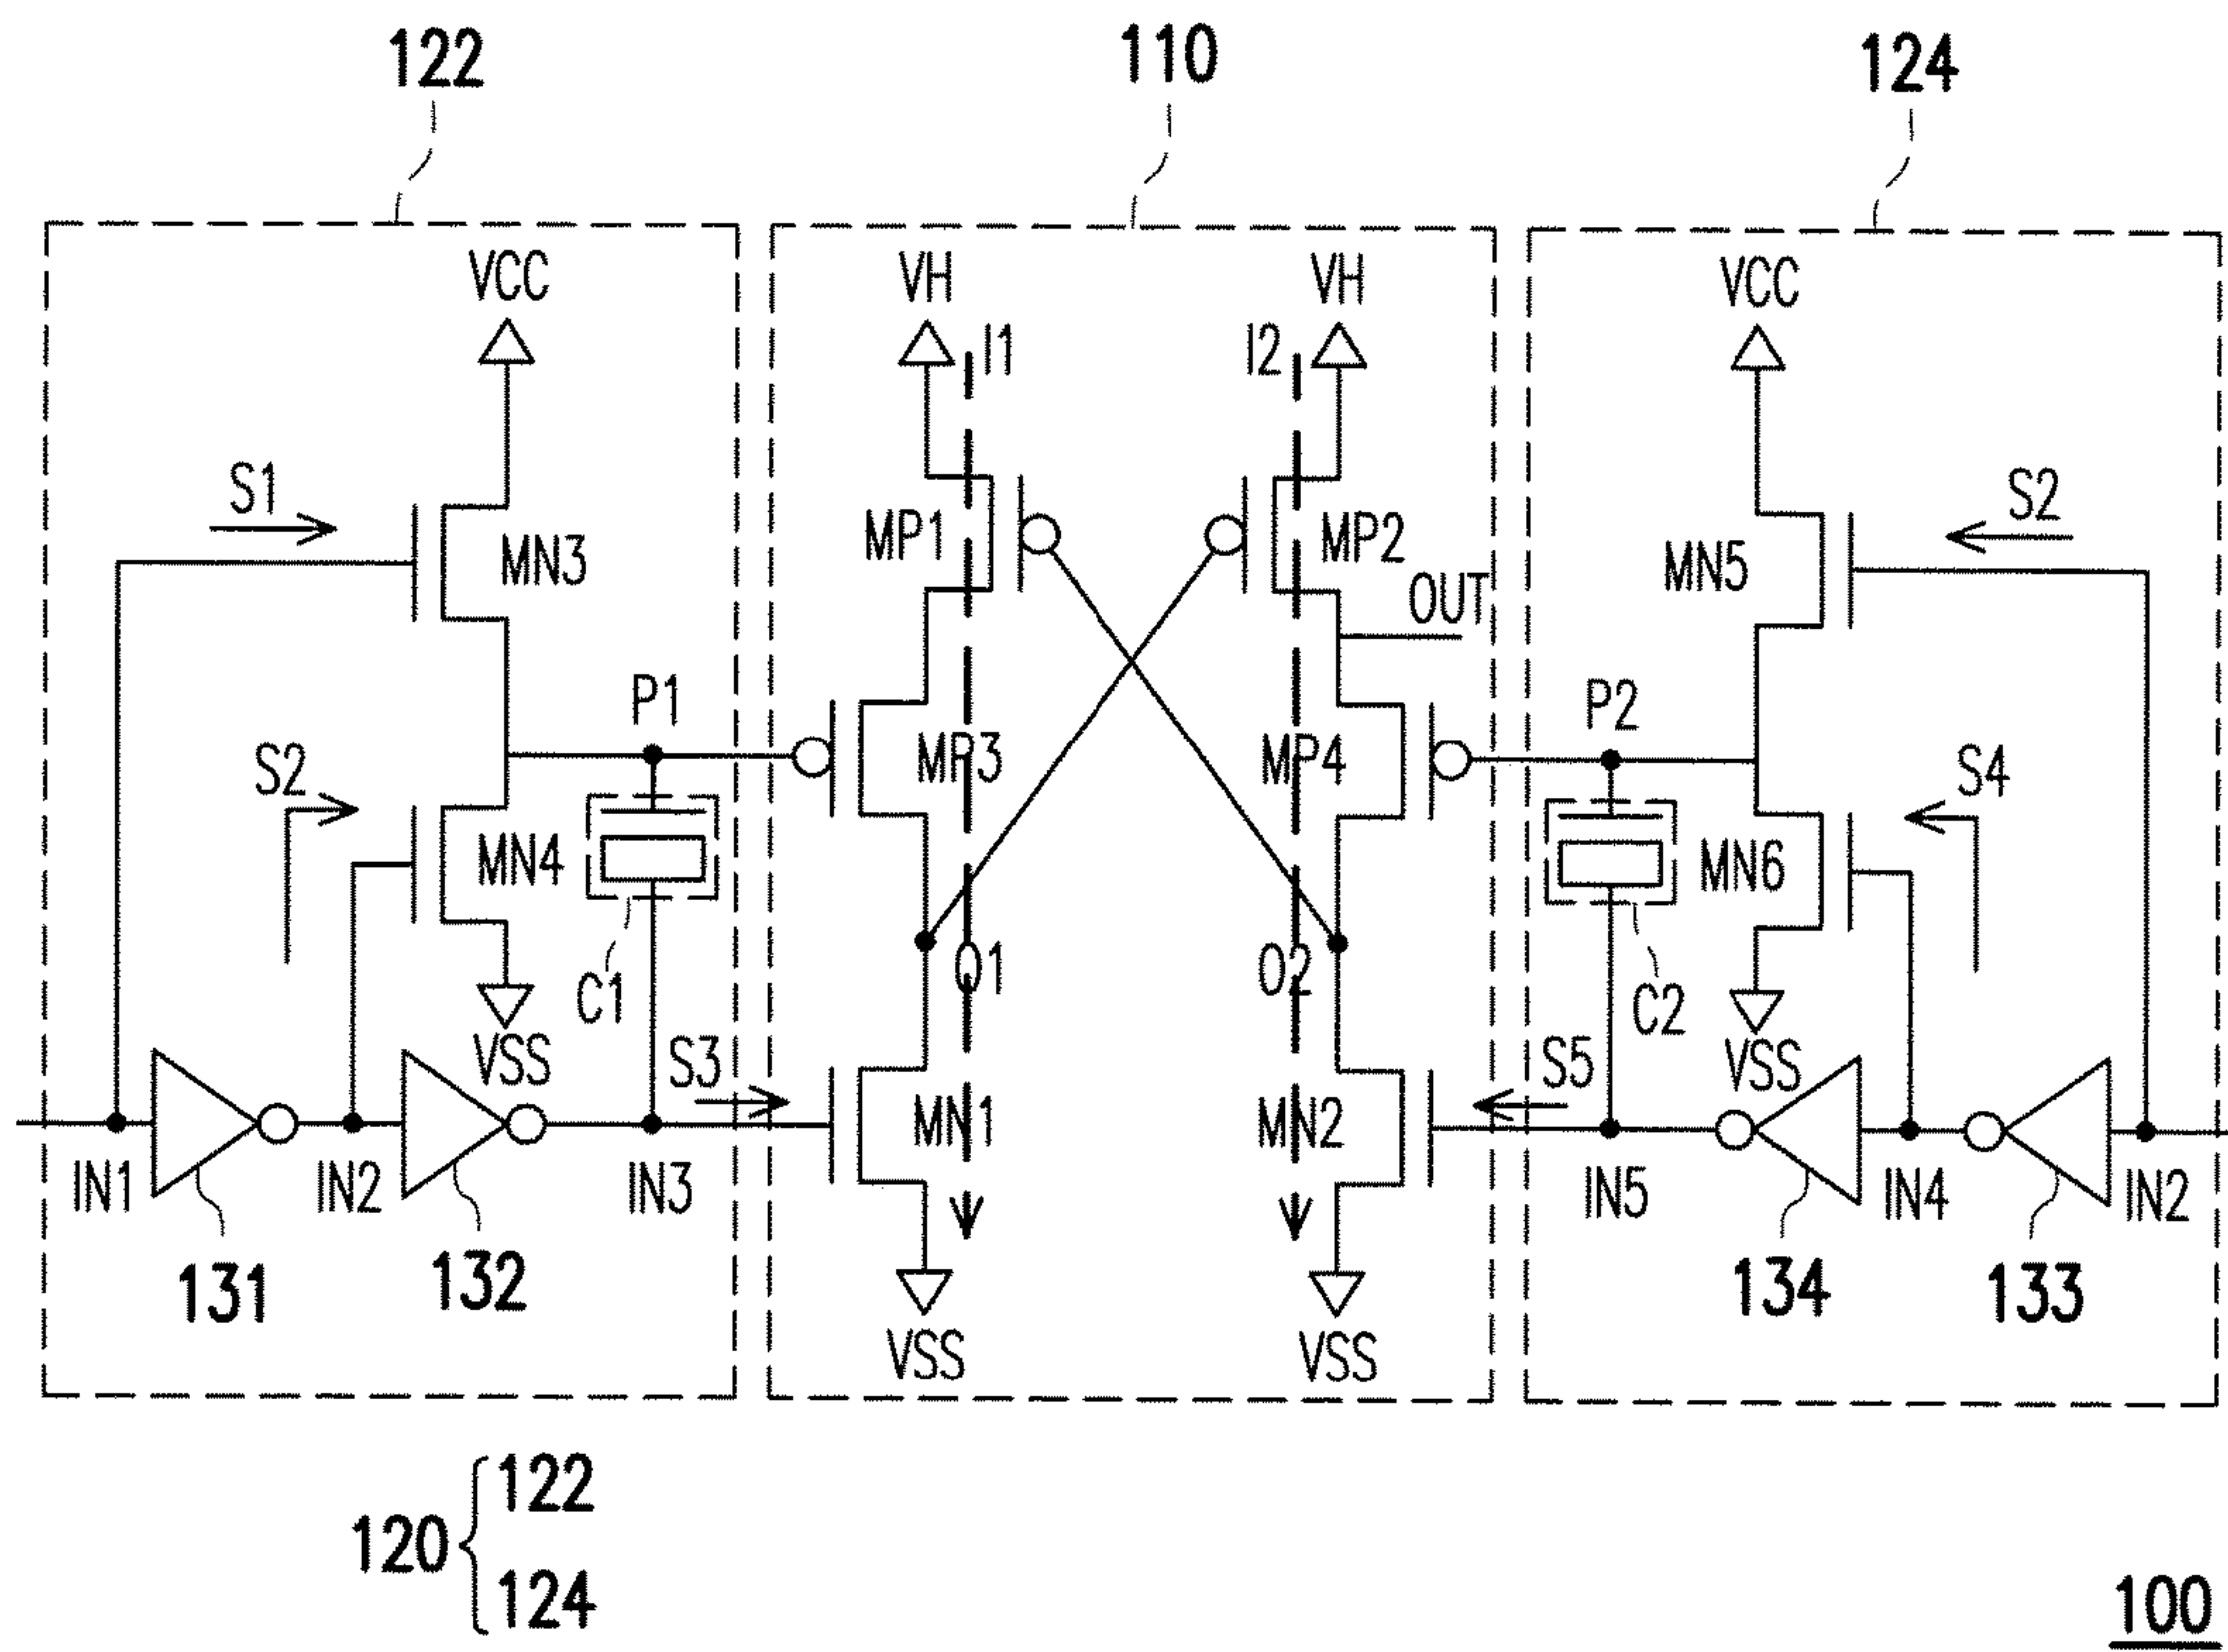 122
110
124
VCC
VH
VH
VCC
I1
I2
S1
S2
MN3
MP1
MP2
MN5
OUT
P1
P2
S2
MP3
MP4
S4
MN4
MN6
O1
O2
C1
C2
VSS
S3
S5
VSS
MN1
MN2
IN1
IN2
IN3
IN5
IN4
IN2
131
132
134
133
VSS
VSS
120
122
124
100